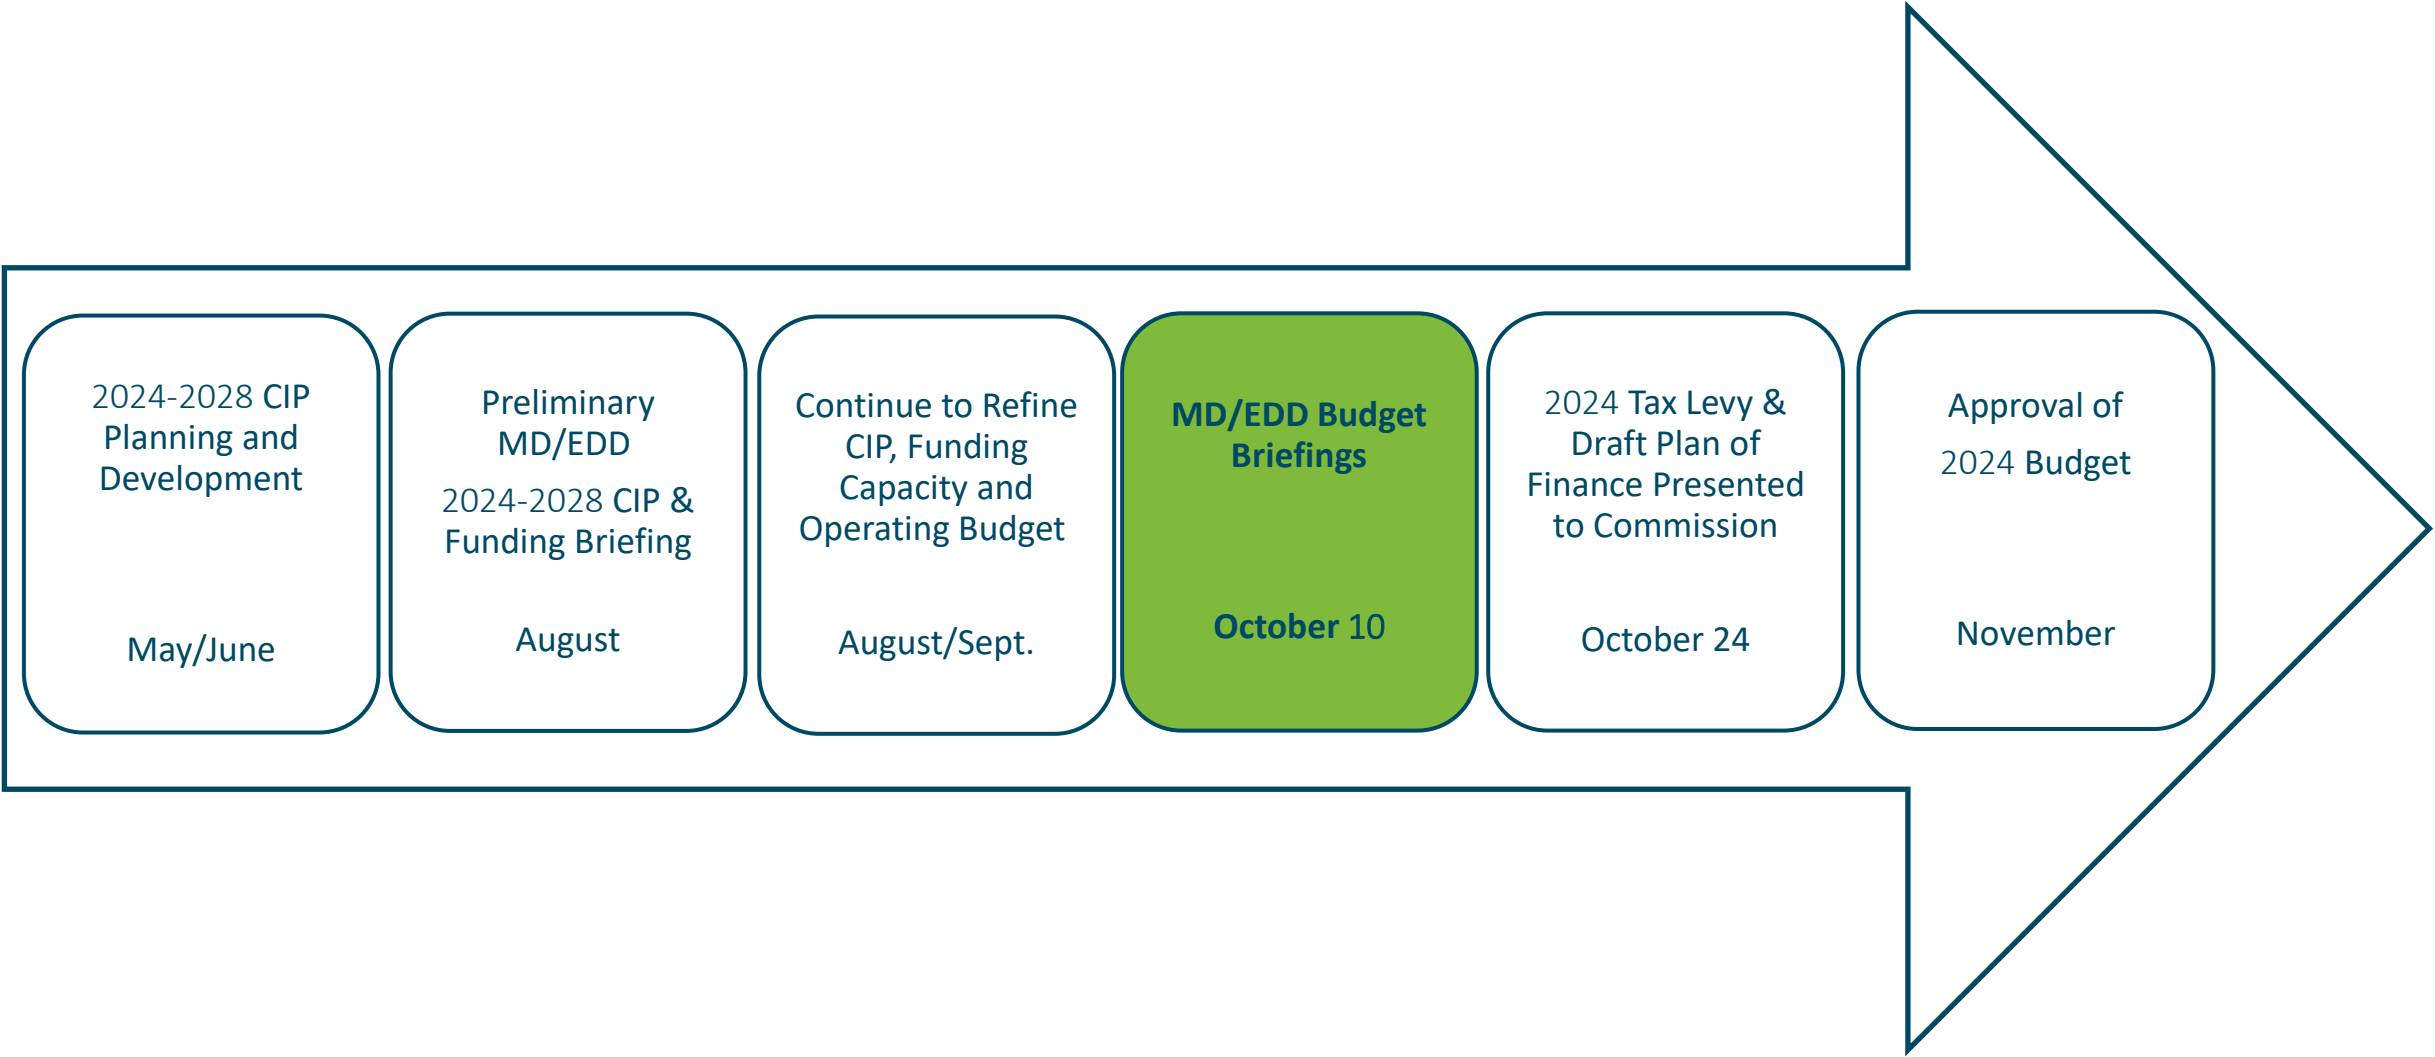 2024-2028 CIP
Planning and
Development
May/June
Preliminary
MD/EDD
2024-2028 CIP &
Funding Briefing
August
Continue to Refine
CIP, Funding
Capacity and
Operating Budget
August/Sept.
MD/EDD Budget
Briefings
October 10
2024 Tax Levy &
Draft Plan of
Finance Presented
to Commission
October 24
Approval of
2024 Budget
November